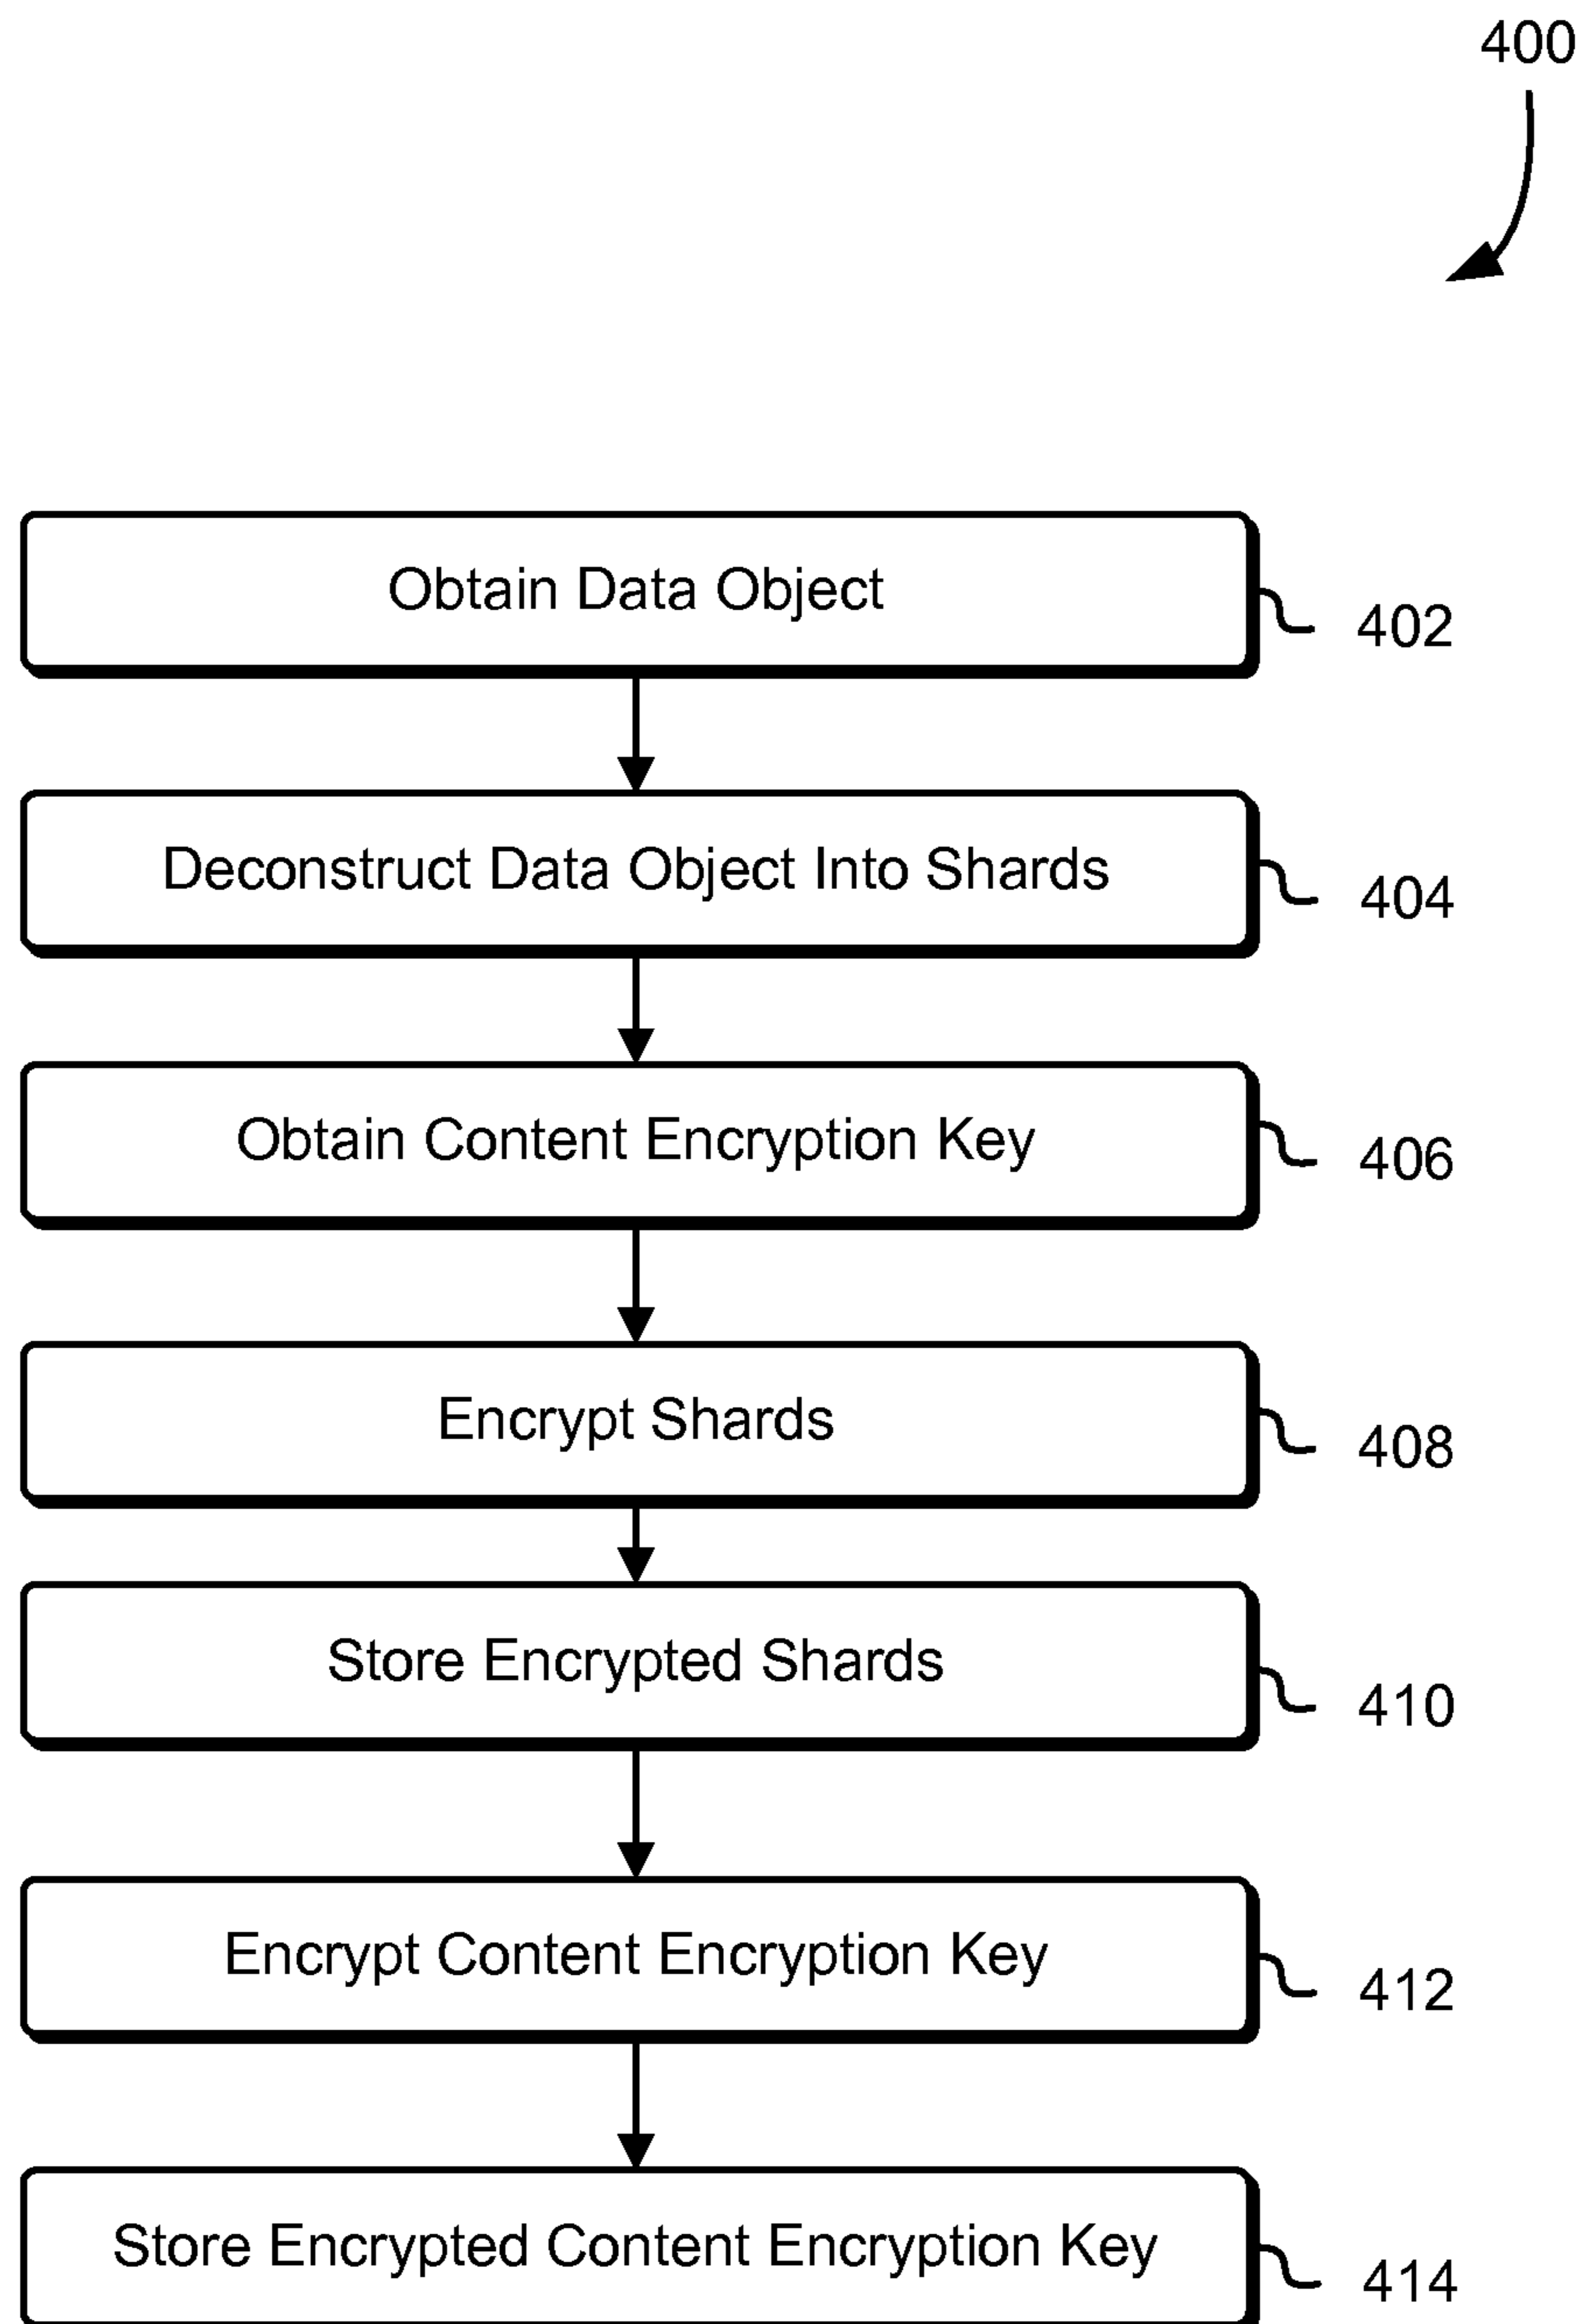 400
Obtain Data Object
402
Deconstruct Data Object Into Shards
404
Obtain Content Encryption Key
406
Encrypt Shards
408
Store Encrypted Shards
410
Encrypt Content Encryption Key
412
Store Encrypted Content Encryption Key
414